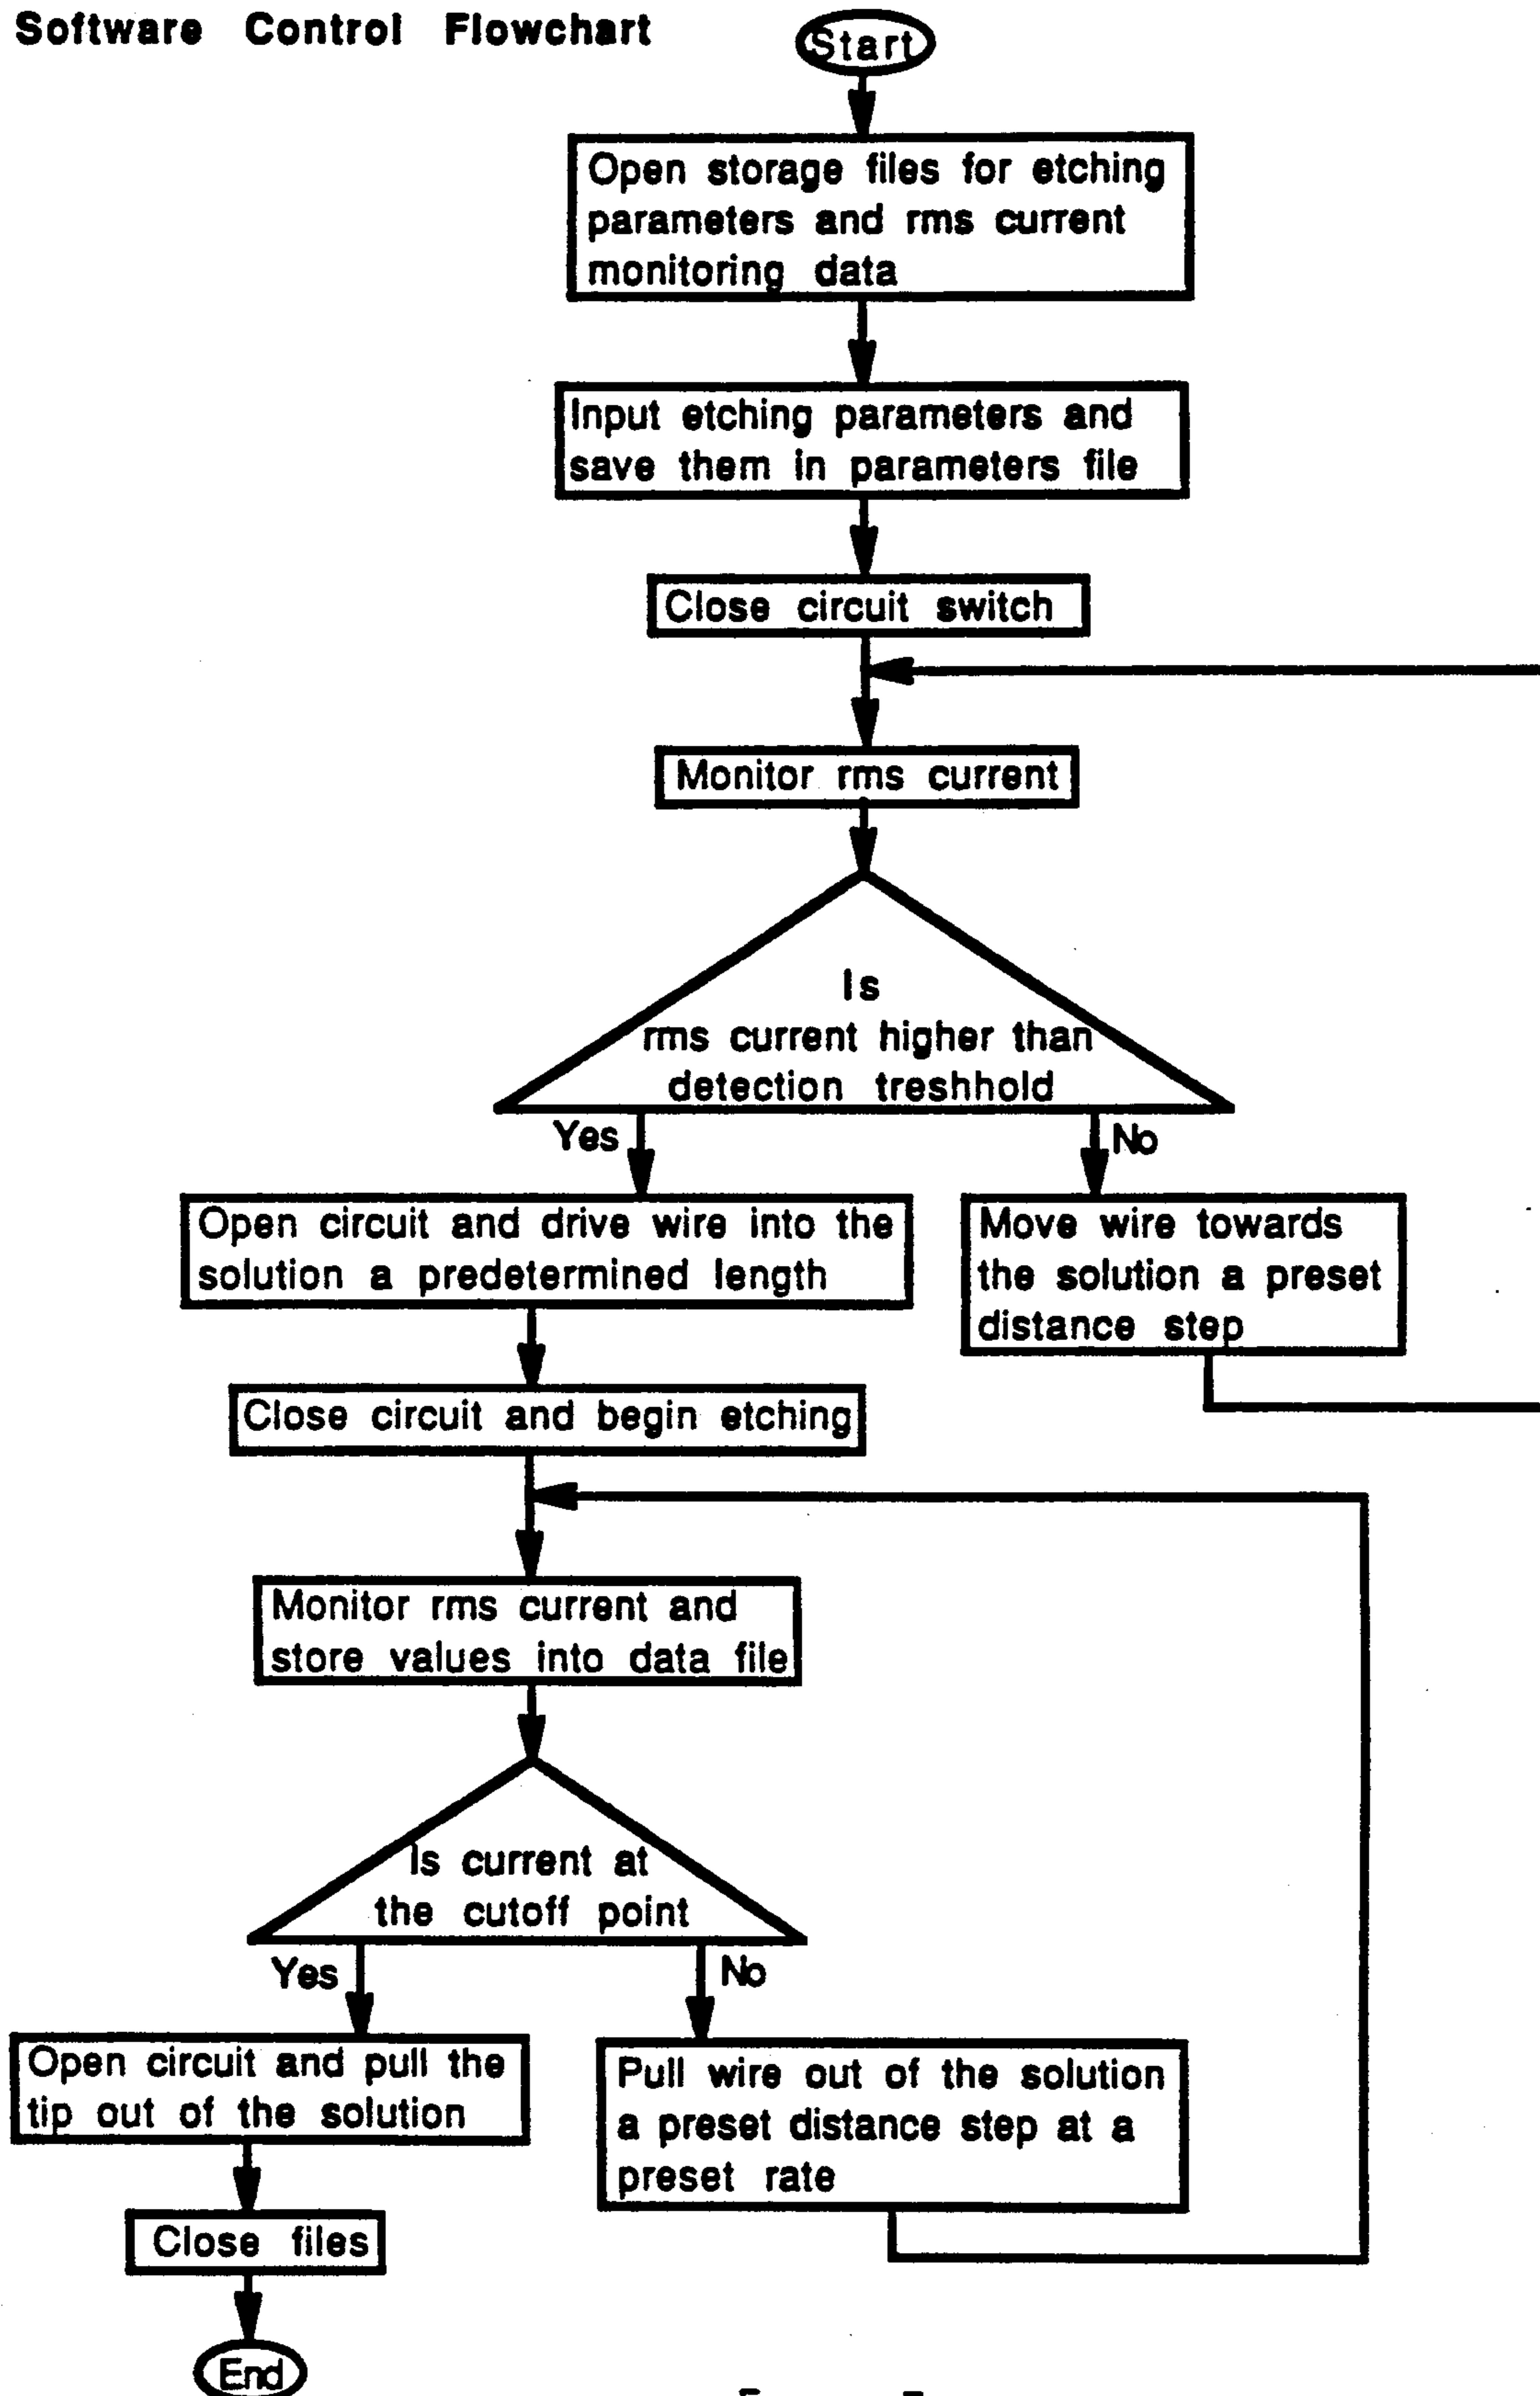 Software Control Flowchart
Start
Open storage files for etching
parameters and rms current
monitoring data
Input etching parameters and
save them in parameters file
Close circuit switch
Monitor rms current
Is
rms current higher than
detection treshhold
Yes
No
Open circuit and drive wire into the
solution a predetermined length
Move wire towards
the solution a preset
distance step
Close circuit and begin etching
Monitor rms current and
store values into data file
Is current at
the cutoff point
Yes
No
Open circuit and pull the
tip out of the solution
Pull wire out of the solution
a preset distance step at a
preset rate
Close files
End